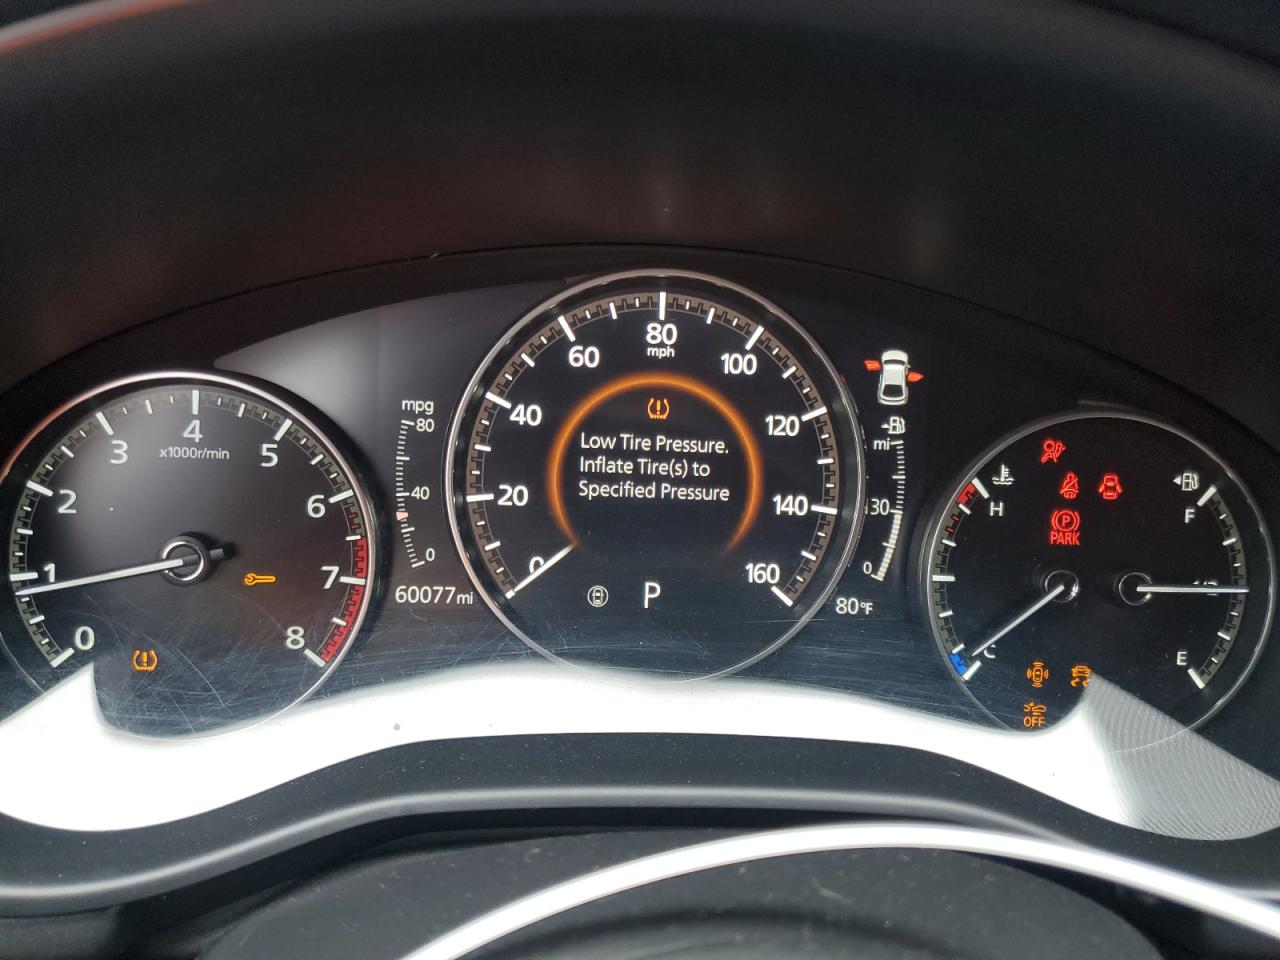 0
1
2
3
4
x1000r/min
5
6
7
8
mpg
80
40
0
60077 mi
0
20
40
60
80
mph
100
120
140
160
Low Tire Pressure.
Inflate Tire(s) to
Specified Pressure
P
mi
30
0
80°F
H
C
P
PARK
F
E
OFF